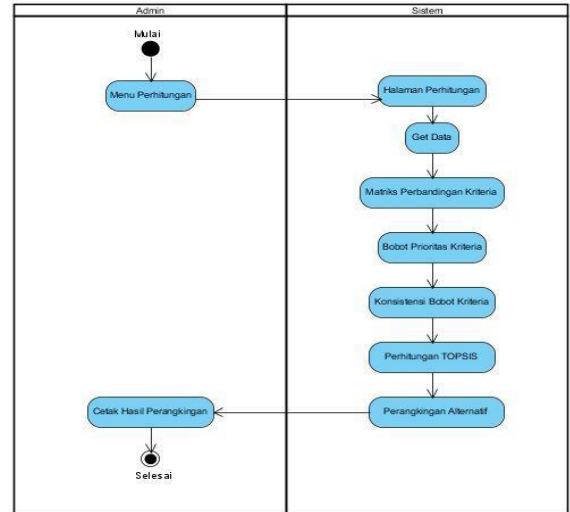 Admin
Sistem
Mulai
Menu Perhitungan
Halaman Perhitungan
Get Data
Matriks Perbandingan Kriteria
Bobot Prioritas Kriteria
Konsistensi Bobot Kriteria
Perhitungan TOPSIS
Perangkingan Alternatif
Cetak Hasil Perangkingan
Selesai